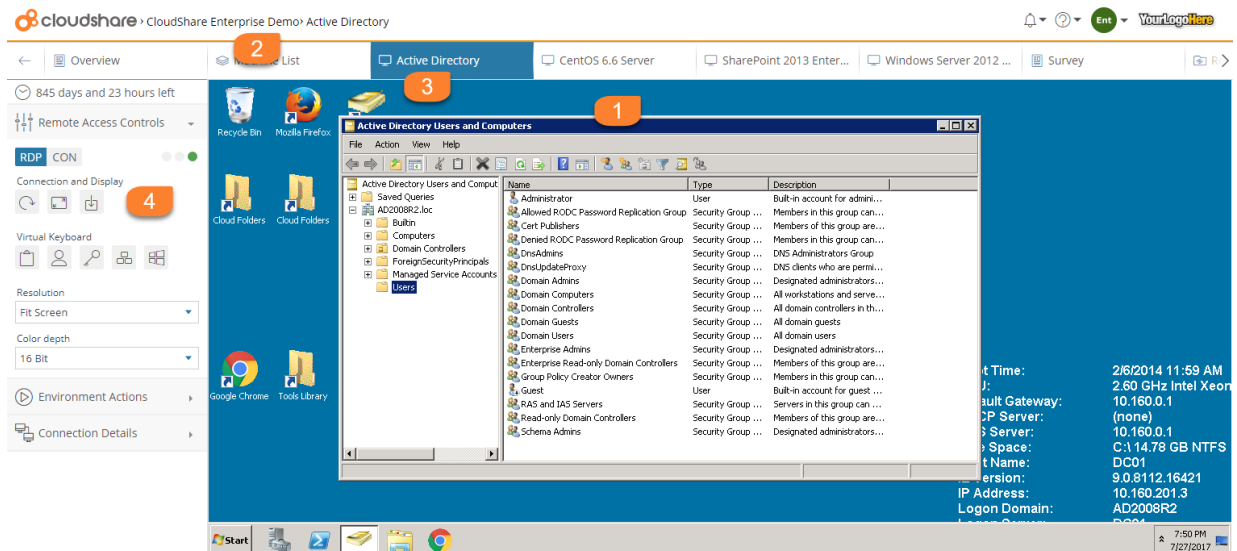 cloudshare › CloudShare Enterprise Demo › Active Directory
Ent
YourLogoHere
Overview
List
Active Directory
CentOS 6.6 Server
SharePoint 2013 Enter...
Windows Server 2012 ...
Survey
R
2
3
1
4
845 days and 23 hours left
Remote Access Controls
RDP CON
Connection and Display
Virtual Keyboard
Resolution
Fit Screen
Color depth
16 Bit
Environment Actions
Connection Details
Recycle Bin
Mozilla Firefox
Cloud Folders
Cloud Folders
Google Chrome
Tools Library
Active Directory Users and Computers
File Action View Help
Active Directory Users and Comput
Saved Queries
AD2008R2.loc
Builtin
Computers
Domain Controllers
ForeignSecurityPrincipals
Managed Service Accounts
Users
Name Type Description
Administrator User Built-in account for admini...
Allowed RODC Password Replication Group Security Group ... Members in this group can...
Cert Publishers Security Group ... Members of this group are...
Denied RODC Password Replication Group Security Group ... Members in this group can...
DnsAdmins Security Group ... DNS Administrators Group
DnsUpdateProxy Security Group ... DNS clients who are permi...
Domain Admins Security Group ... Designated administrators...
Domain Computers Security Group ... All workstations and serve...
Domain Controllers Security Group ... All domain controllers in th...
Domain Guests Security Group ... All domain guests
Domain Users Security Group ... All domain users
Enterprise Admins Security Group ... Designated administrators...
Enterprise Read-only Domain Controllers Security Group ... Members of this group are...
Group Policy Creator Owners Security Group ... Members in this group can...
Guest User Built-in account for guest ...
RAS and IAS Servers Security Group ... Servers in this group can ...
Read-only Domain Controllers Security Group ... Members of this group are...
Schema Admins Security Group ... Designated administrators...
t Time: 2/6/2014 11:59 AM
U: 2.60 GHz Intel Xeon
ault Gateway: 10.160.0.1
CP Server: (none)
S Server: 10.160.0.1
Space: C:\ 14.78 GB NTFS
t Name: DC01
Version: 9.0.8112.16421
IP Address: 10.160.201.3
Logon Domain: AD2008R2
Start
7:50 PM
7/27/2017